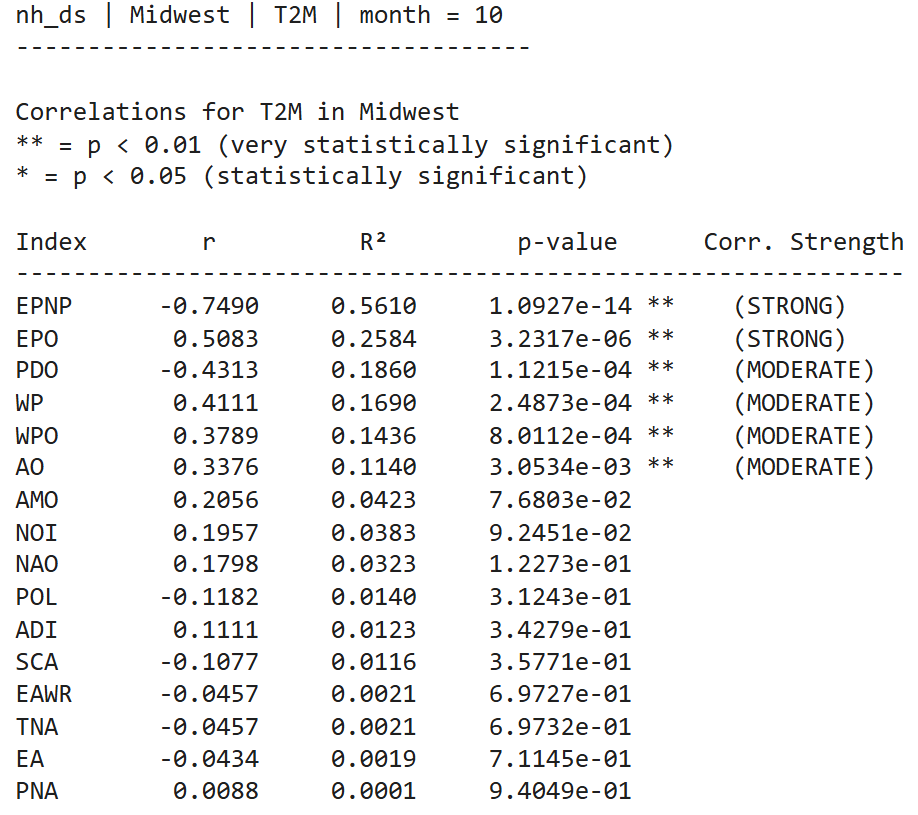 nh_ds | Midwest | T2M | month = 10
------------------------------------
Correlations for T2M in Midwest
** = p < 0.01 (very statistically significant)
* = p < 0.05 (statistically significant)
Index        r          R²         p-value      Corr. Strength
--------------------------------------------------------------
EPNP      -0.7490     0.5610     1.0927e-14 **    (STRONG)
EPO        0.5083     0.2584     3.2317e-06 **    (STRONG)
PDO       -0.4313     0.1860     1.1215e-04 **    (MODERATE)
WP         0.4111     0.1690     2.4873e-04 **    (MODERATE)
WPO        0.3789     0.1436     8.0112e-04 **    (MODERATE)
AO         0.3376     0.1140     3.0534e-03 **    (MODERATE)
AMO        0.2056     0.0423     7.6803e-02
NOI        0.1957     0.0383     9.2451e-02
NAO        0.1798     0.0323     1.2273e-01
POL       -0.1182     0.0140     3.1243e-01
ADI        0.1111     0.0123     3.4279e-01
SCA       -0.1077     0.0116     3.5771e-01
EAWR      -0.0457     0.0021     6.9727e-01
TNA       -0.0457     0.0021     6.9732e-01
EA        -0.0434     0.0019     7.1145e-01
PNA        0.0088     0.0001     9.4049e-01